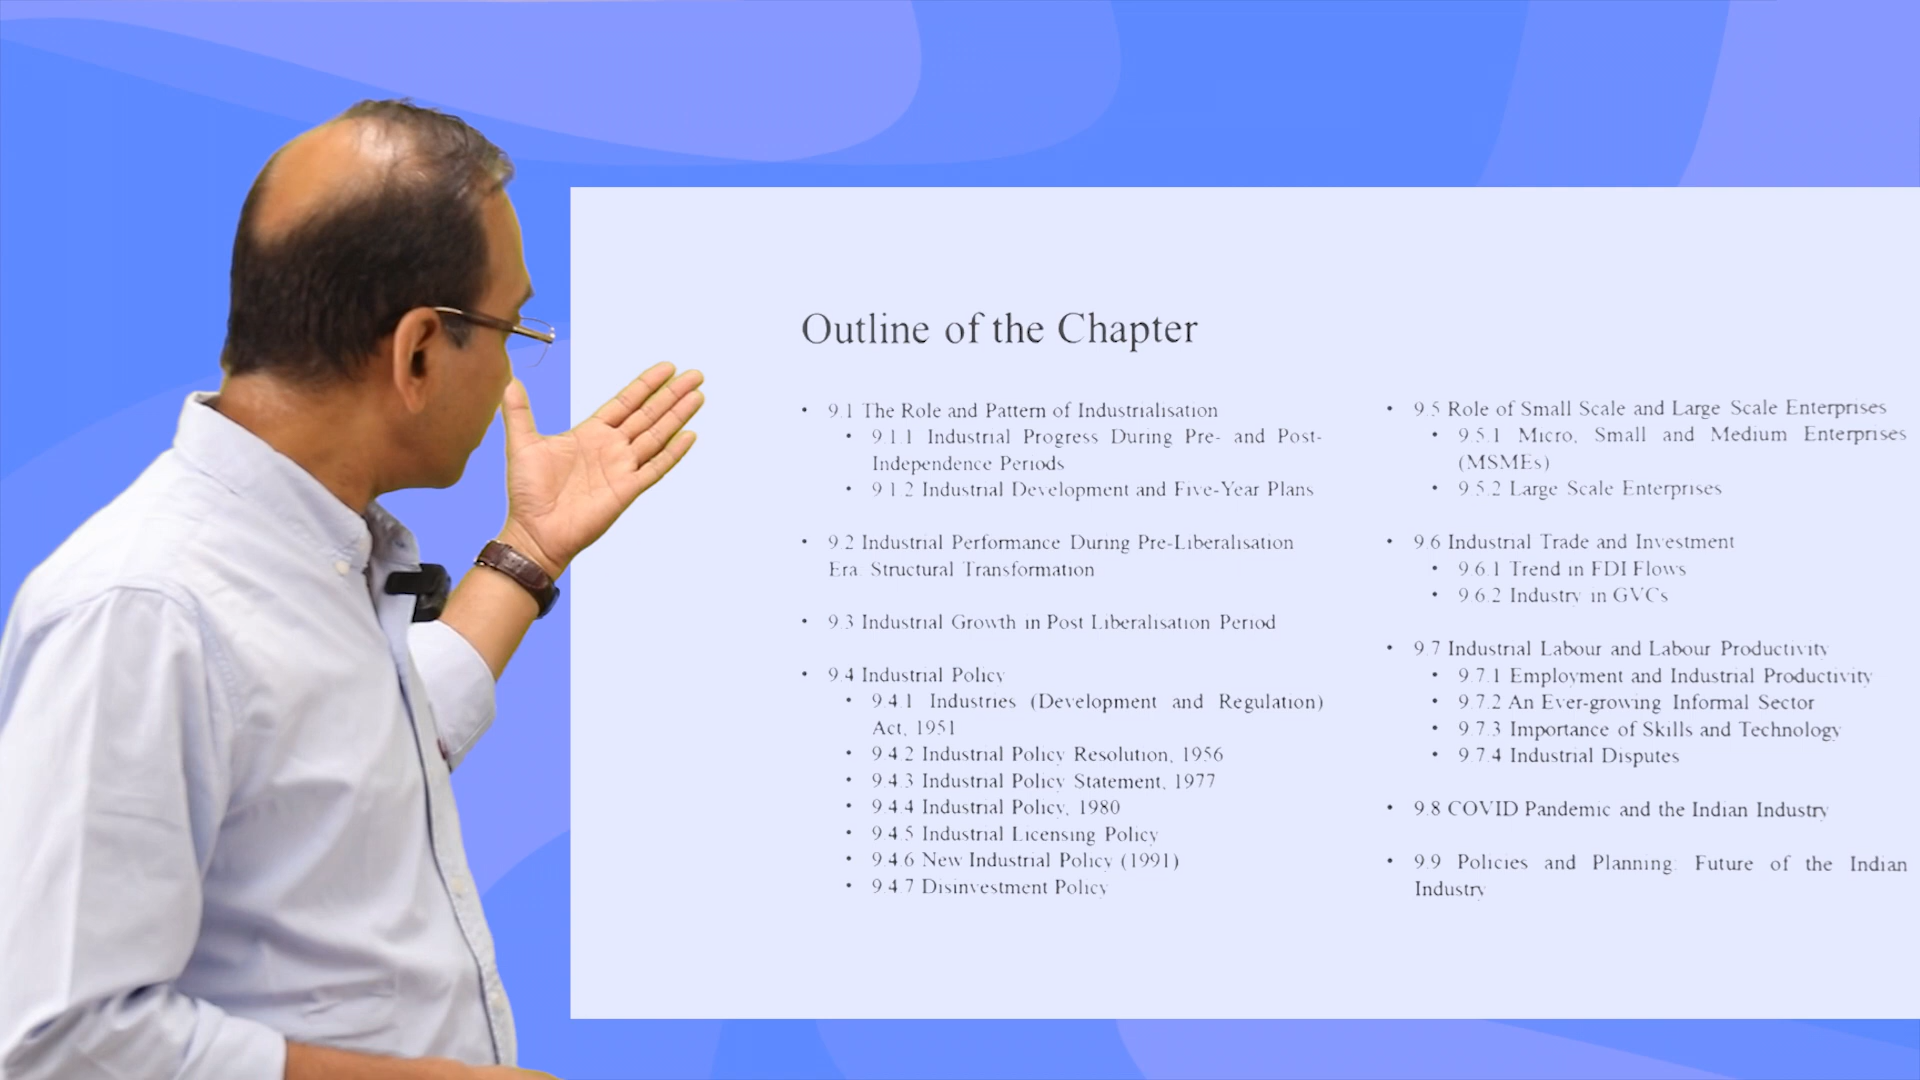 Outline of the Chapter
• 9.1 The Role and Pattern of Industrialisation
• 9.1.1 Industrial Progress During Pre- and Post-
Independence Periods
• 9.1.2 Industrial Development and Five-Year Plans
• 9.2 Industrial Performance During Pre-Liberalisation
Era: Structural Transformation
• 9.3 Industrial Growth in Post Liberalisation Period
• 9.4 Industrial Policy
• 9.4.1 Industries (Development and Regulation)
Act, 1951
• 9.4.2 Industrial Policy Resolution, 1956
• 9.4.3 Industrial Policy Statement, 1977
• 9.4.4 Industrial Policy, 1980
• 9.4.5 Industrial Licensing Policy
• 9.4.6 New Industrial Policy (1991)
• 9.4.7 Disinvestment Policy
• 9.5 Role of Small Scale and Large Scale Enterprises
• 9.5.1 Micro, Small and Medium Enterprises
(MSMEs)
• 9.5.2 Large Scale Enterprises
• 9.6 Industrial Trade and Investment
• 9.6.1 Trend in FDI Flows
• 9.6.2 Industry in GVCs
• 9.7 Industrial Labour and Labour Productivity
• 9.7.1 Employment and Industrial Productivity
• 9.7.2 An Ever-growing Informal Sector
• 9.7.3 Importance of Skills and Technology
• 9.7.4 Industrial Disputes
• 9.8 COVID Pandemic and the Indian Industry
• 9.9 Policies and Planning: Future of the Indian
Industry